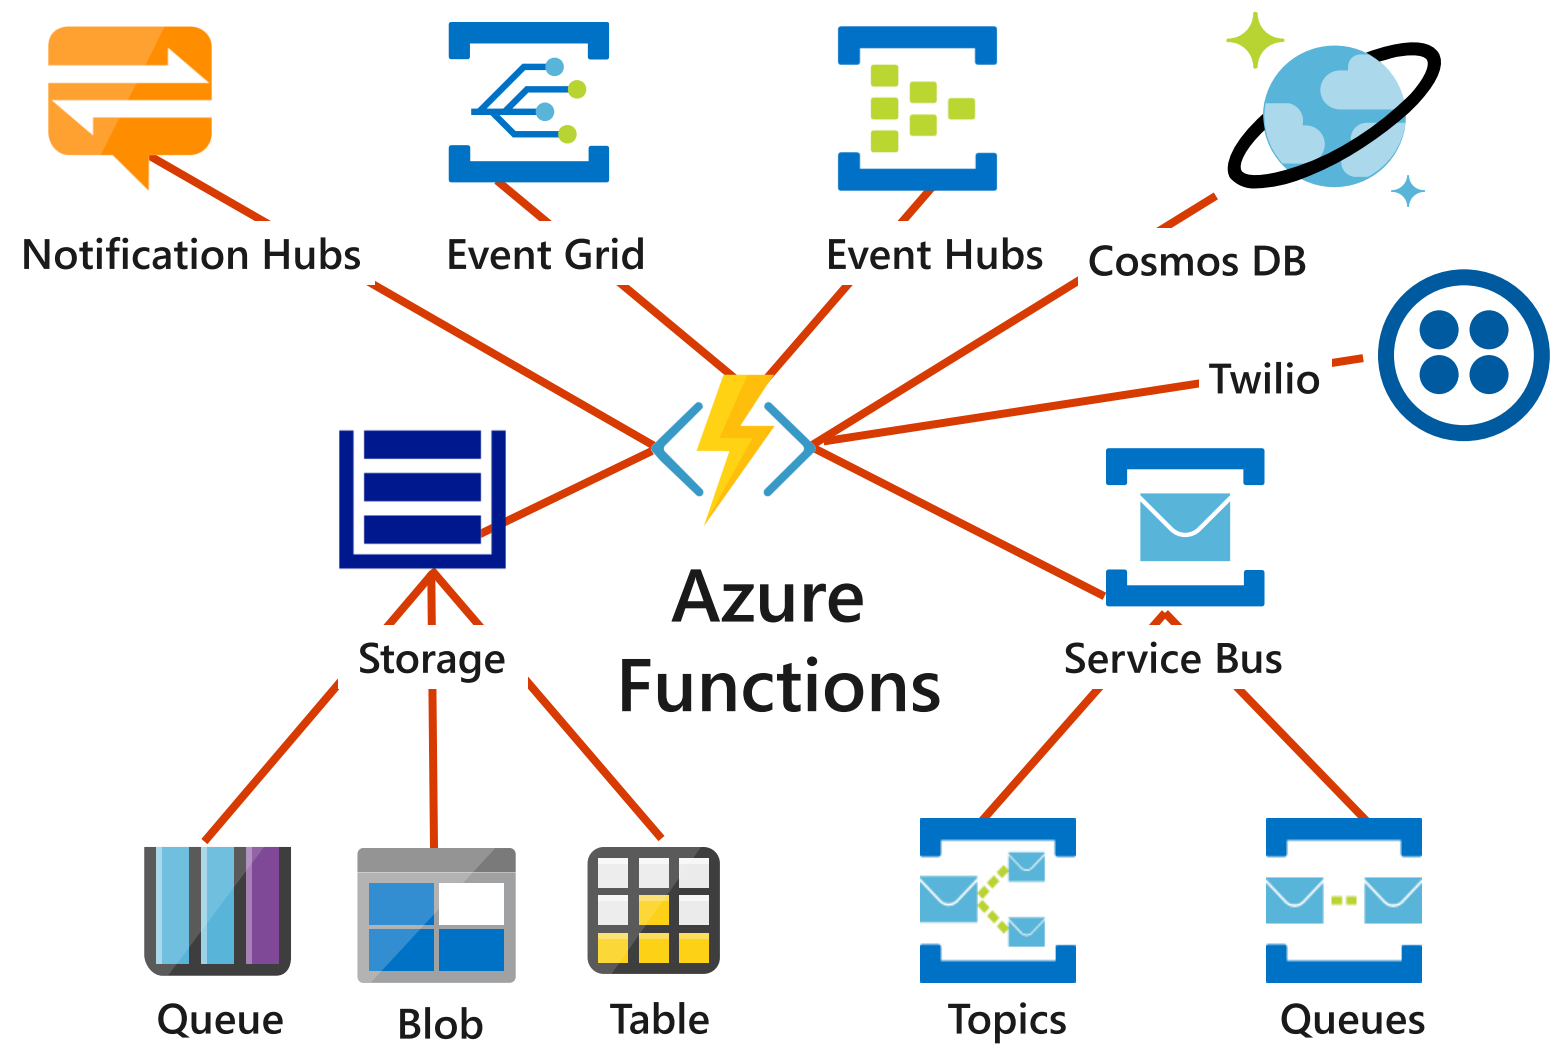 Notification Hubs
Event Grid
Event Hubs
Cosmos DB
Twilio
Azure
Functions
Storage
Service Bus
Queue
Blob
Table
Topics
Queues